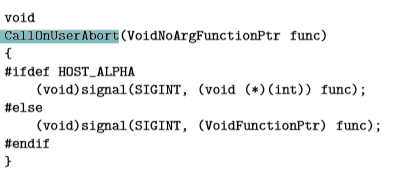 void
CallOnUserAbort(VoidNoArgFunctionPtr func)
{
#ifdef HOST_ALPHA
    (void)signal(SIGINT, (void (*)(int)) func);
#else
    (void)signal(SIGINT, (VoidFunctionPtr) func);
#endif
}